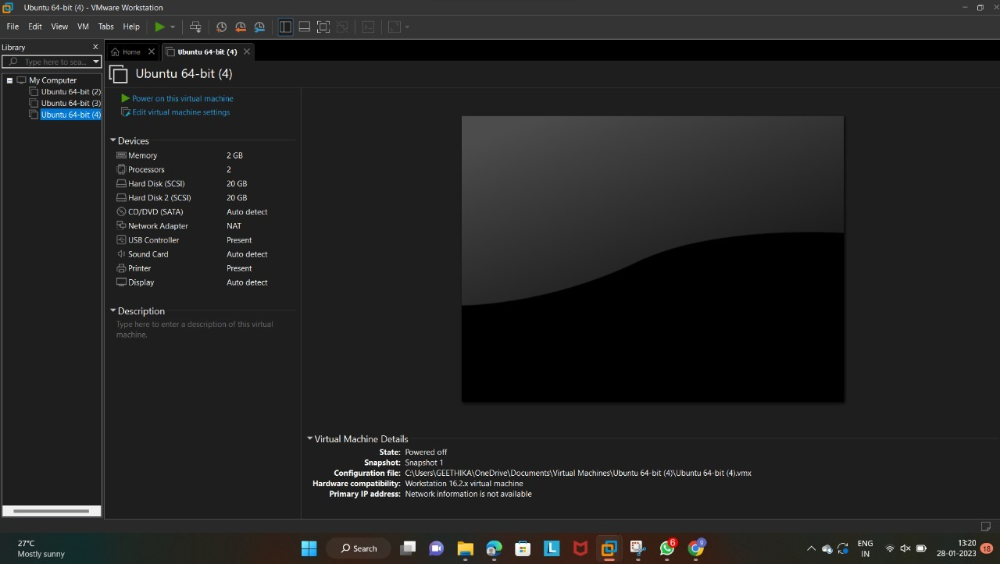 Ubuntu 64-bit (4) - VMware Workstation
File Edit View VM Tabs Help
Library
Type here to sea...
My Computer
Ubuntu 64-bit (2)
Ubuntu 64-bit (3)
Ubuntu 64-bit (4)
Home
Ubuntu 64-bit (4)
Ubuntu 64-bit (4)
Power on this virtual machine
Edit virtual machine settings
Devices
Memory 2 GB
Processors 2
Hard Disk (SCSI) 20 GB
Hard Disk 2 (SCSI) 20 GB
CD/DVD (SATA) Auto detect
Network Adapter NAT
USB Controller Present
Sound Card Auto detect
Printer Present
Display Auto detect
Description
Type here to enter a description of this virtual
machine.
Virtual Machine Details
State: Powered off
Snapshot: Snapshot 1
Configuration file: C:\Users\GEETHIKA\OneDrive\Documents\Virtual Machines\Ubuntu 64-bit (4)\Ubuntu 64-bit (4).vmx
Hardware compatibility: Workstation 16.2.x virtual machine
Primary IP address: Network information is not available
27°C
Mostly sunny
Search
L
6
9
ENG
IN
13:20
28-01-2023
18